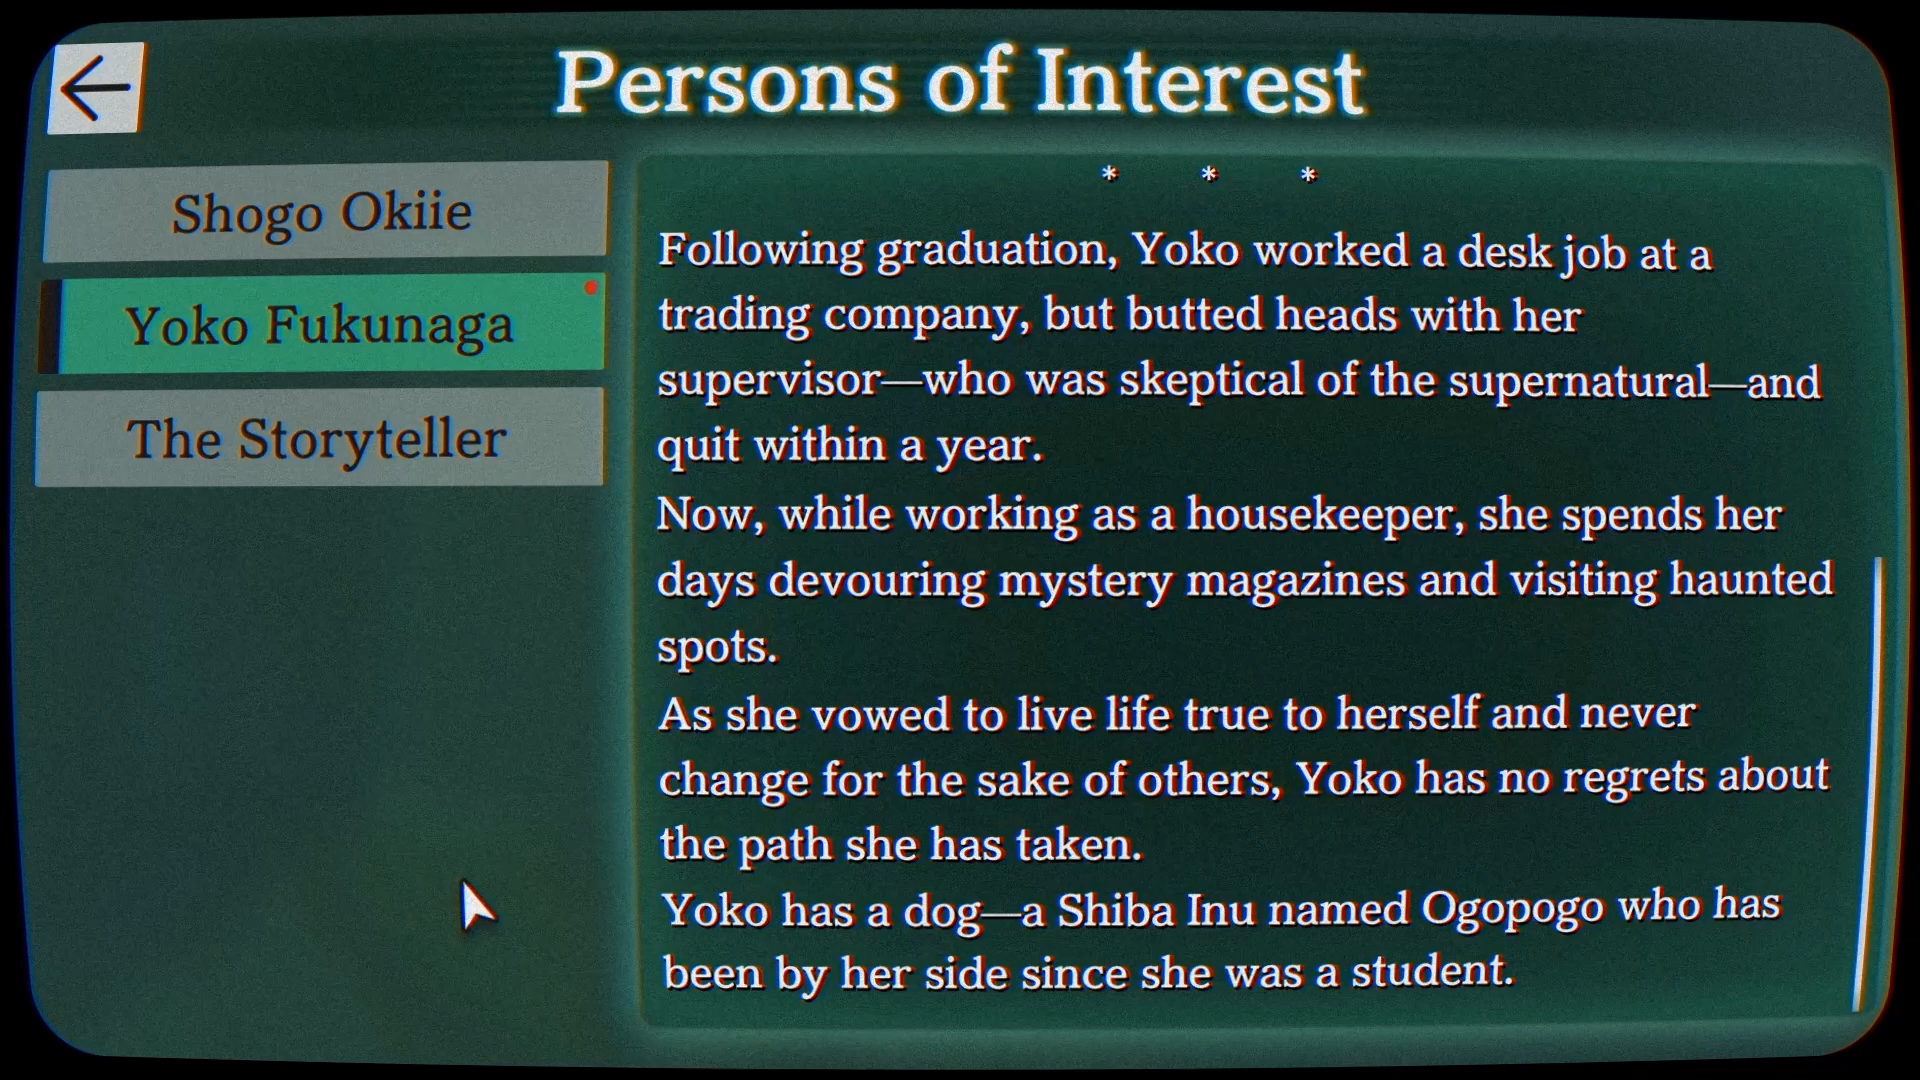 Persons of Interest
Shogo Okiie
Yoko Fukunaga
The Storyteller
* * *
Following graduation, Yoko worked a desk job at a
trading company, but butted heads with her
supervisor—who was skeptical of the supernatural—and
quit within a year.
Now, while working as a housekeeper, she spends her
days devouring mystery magazines and visiting haunted
spots.
As she vowed to live life true to herself and never
change for the sake of others, Yoko has no regrets about
the path she has taken.
Yoko has a dog—a Shiba Inu named Ogopogo who has
been by her side since she was a student.